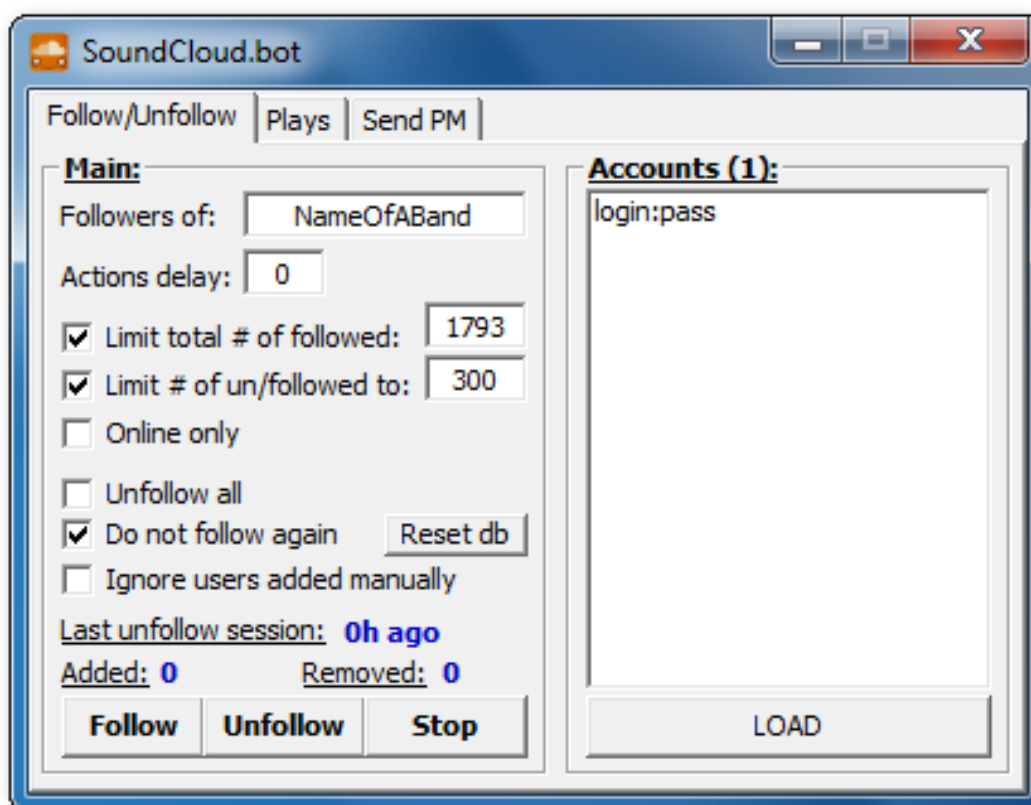 SoundCloud.bot
Follow/Unfollow Plays Send PM
Main:
Followers of: NameOfABand
Actions delay: 0
Limit total # of followed: 1793
Limit # of un/followed to: 300
Online only
Unfollow all
Do not follow again Reset db
Ignore users added manually
Last unfollow session: 0h ago
Added: 0 Removed: 0
Follow Unfollow Stop
Accounts (1):
login:pass
LOAD